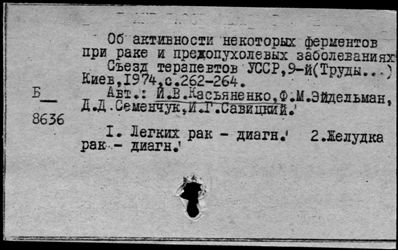 Об активности некоторых ферментов
при раке и предопухолевых заболеваниях
Съезд терапевтов УССР,9-й(Труды...)
Киев,1974,с.262-264.
Б
Авт.: И.В.Касьяненко,Ф.М.Эйдельман,
Д.Д.Семенчук,И.Г.Савицкий.
8636
1. Легких рак - диагн. 2.Желудка
рак - диагн.